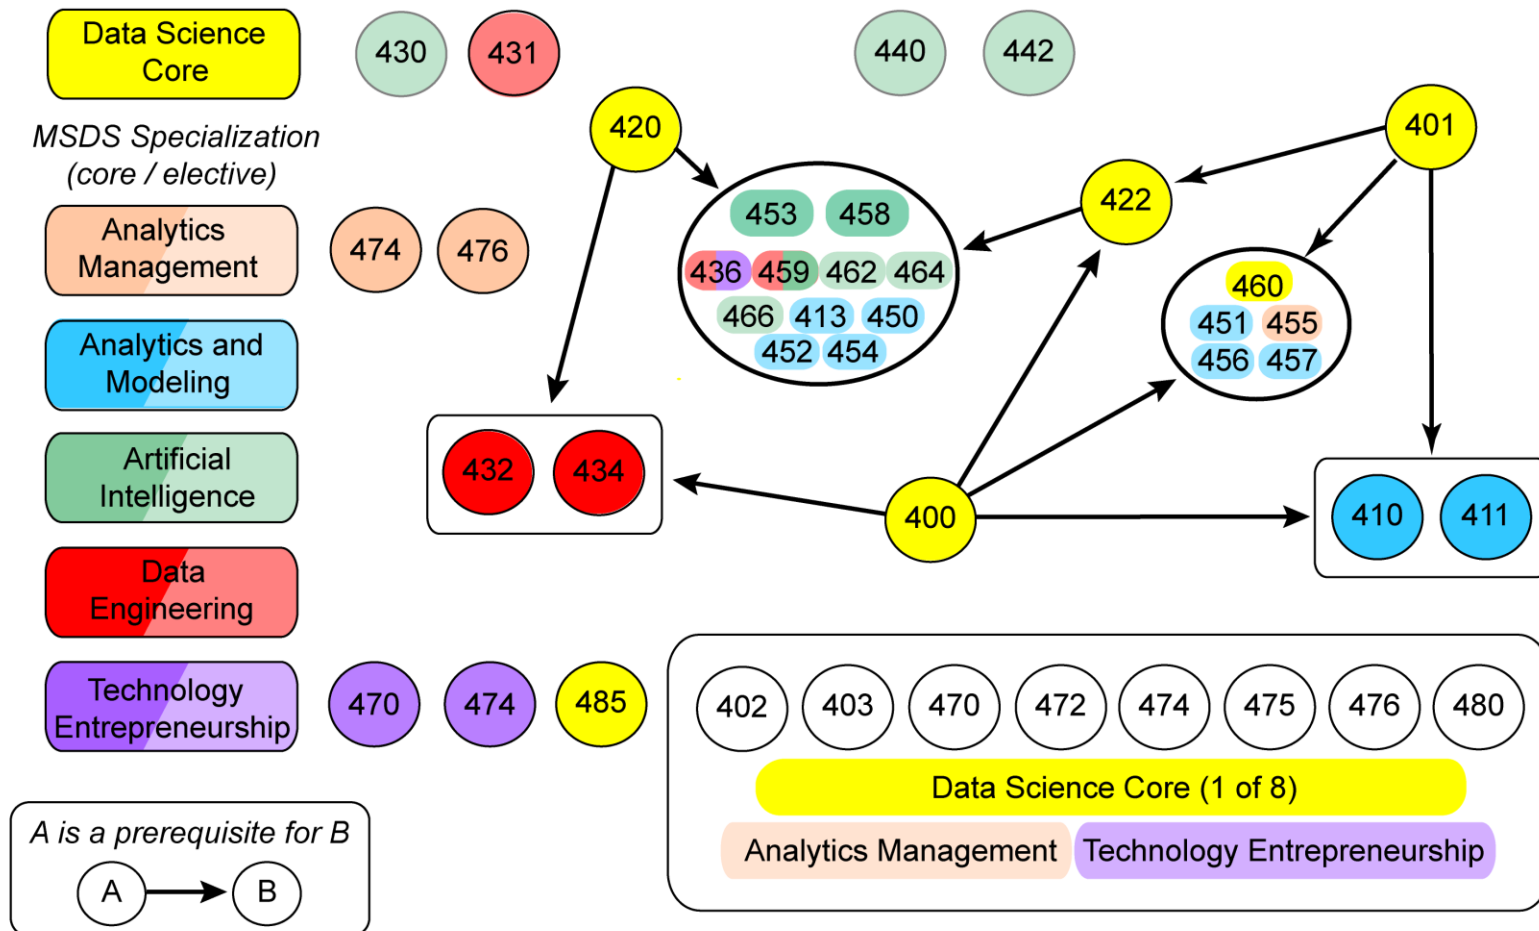 Data Science
Core
430
431
440
442
MSDS Specialization
(core / elective)
420
401
422
Analytics
Management
474
476
453
458
436
459
462
464
466
413
450
452
454
460
451
455
456
457
Analytics and
Modeling
Artificial
Intelligence
432
434
400
410
411
Data
Engineering
Technology
Entrepreneurship
470
474
485
402
403
470
472
474
475
476
480
Data Science Core (1 of 8)
Analytics Management
Technology Entrepreneurship
A is a prerequisite for B
A
B